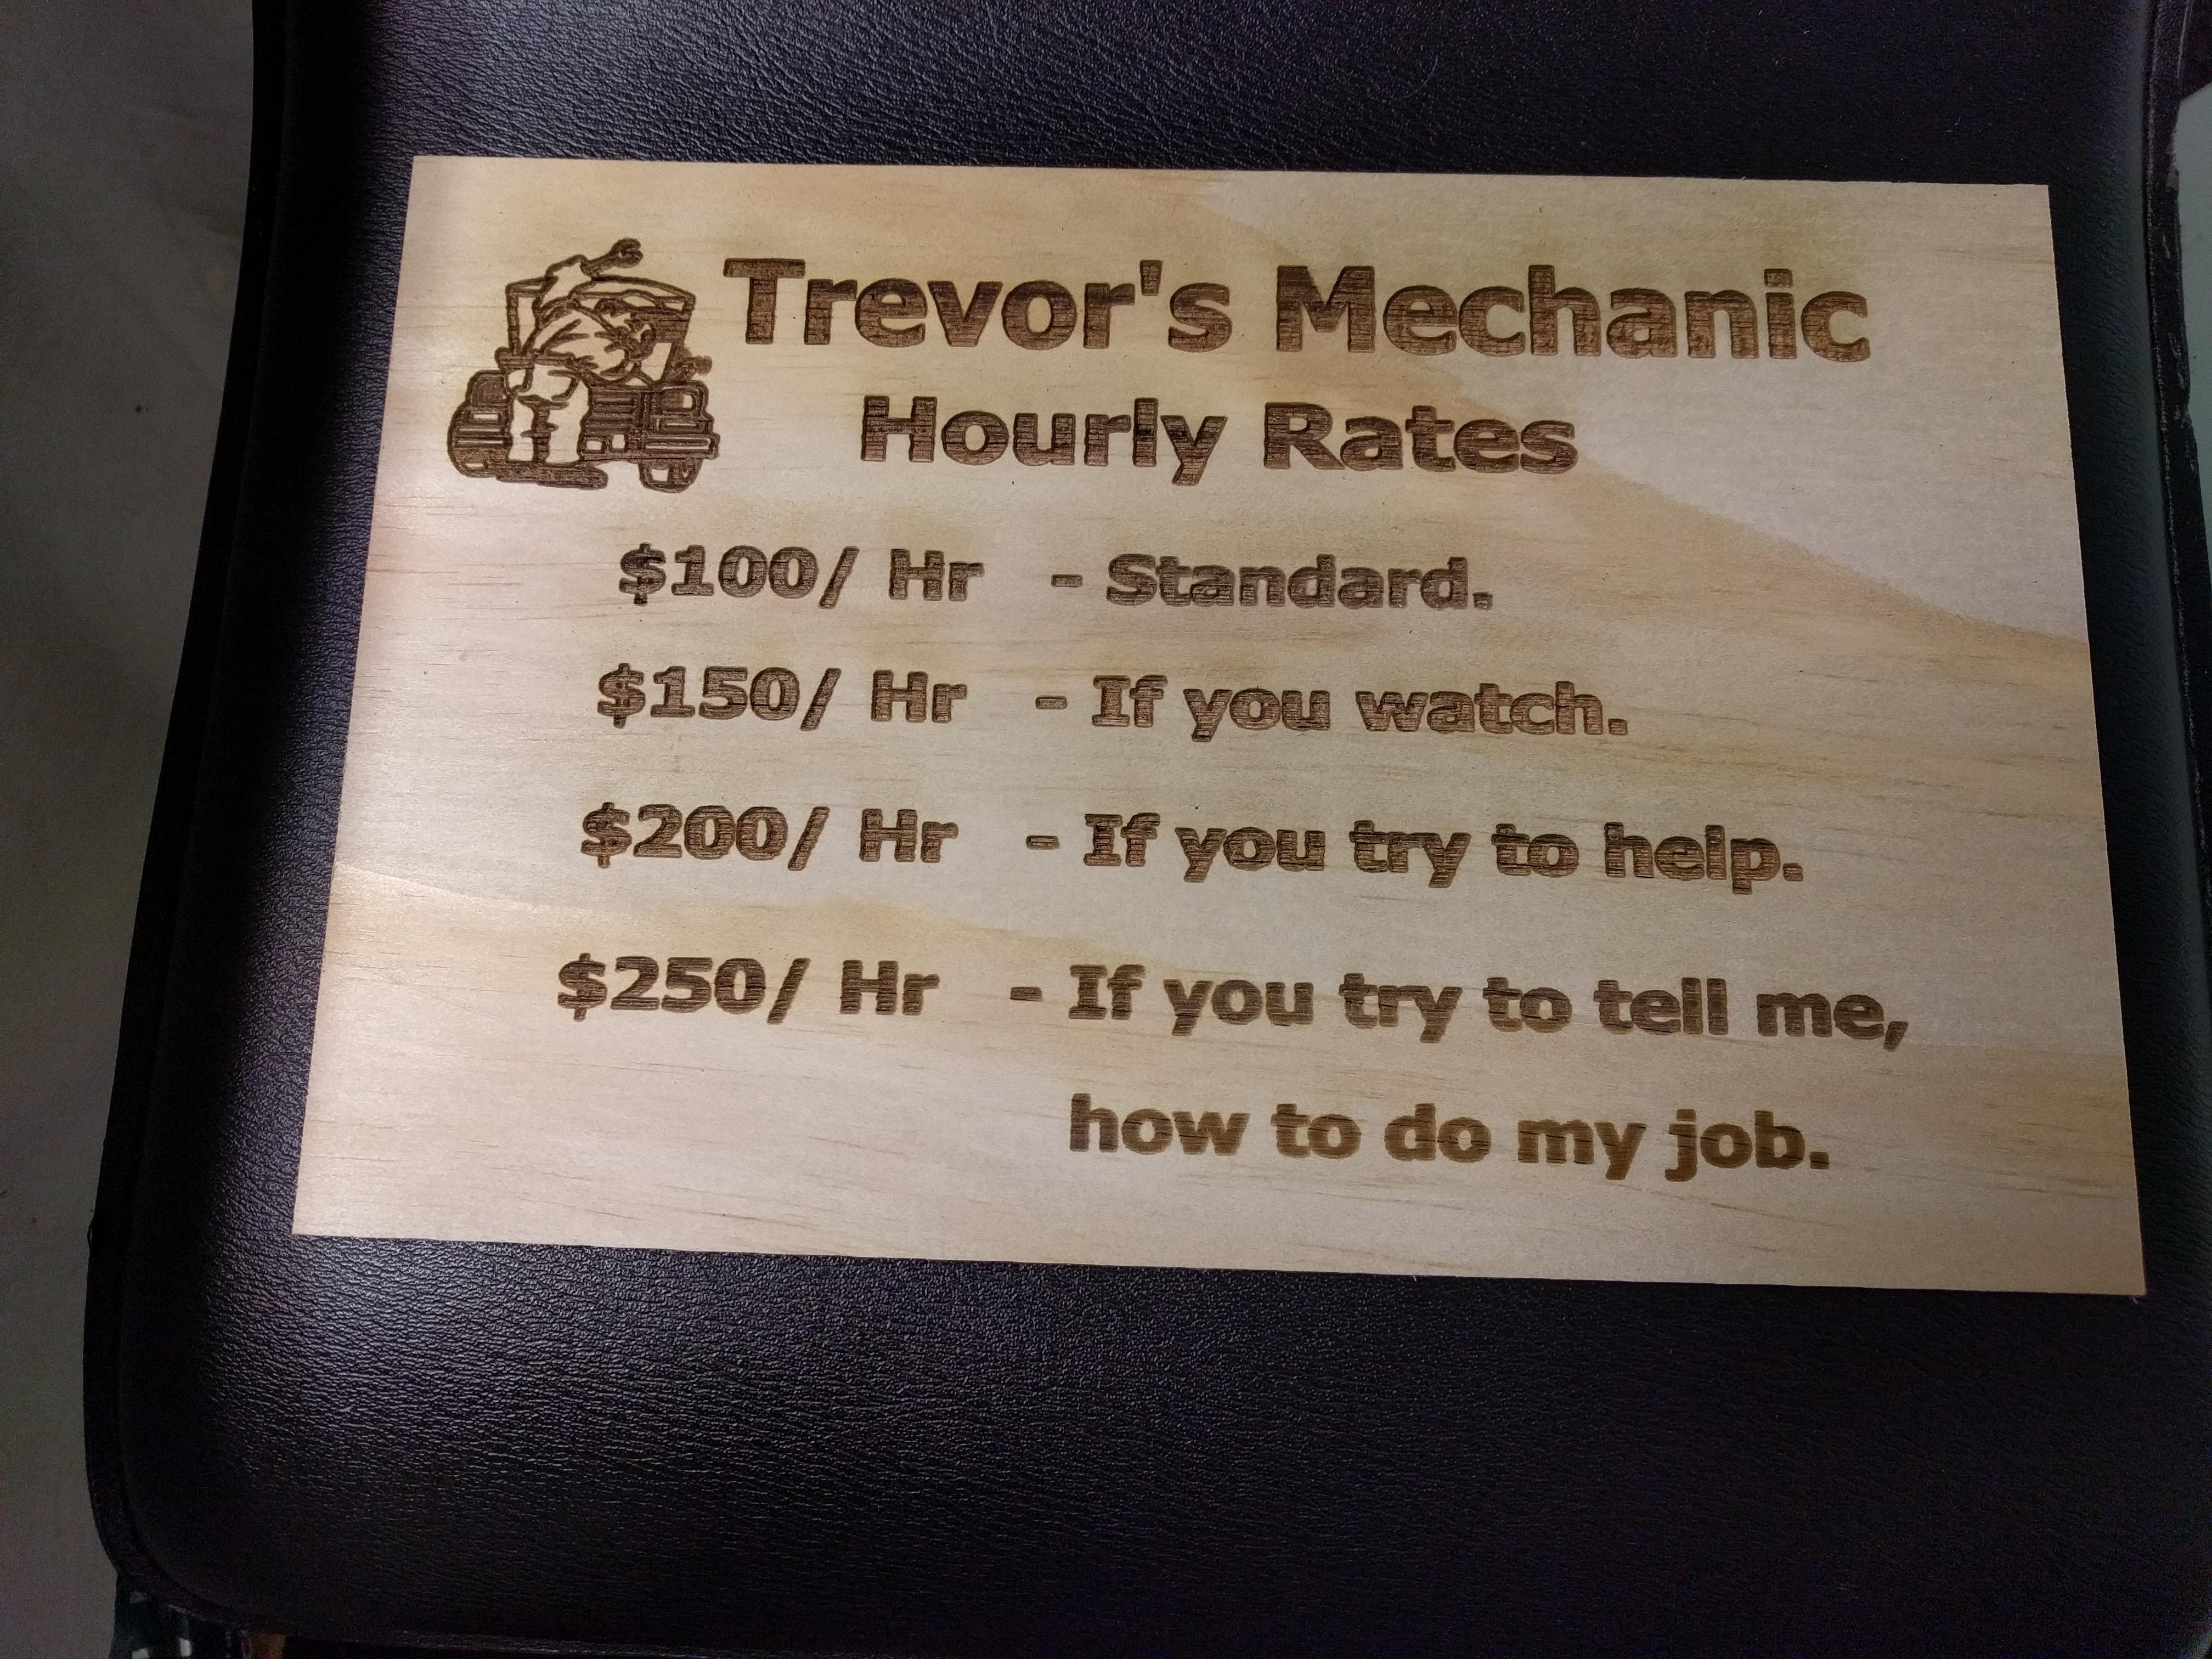 Trevor's Mechanic
Hourly Rates
$100/ Hr - Standard.
$150/ Hr - If you watch.
$200/ Hr - If you try to help.
$250/ Hr - If you try to tell me,
how to do my job.